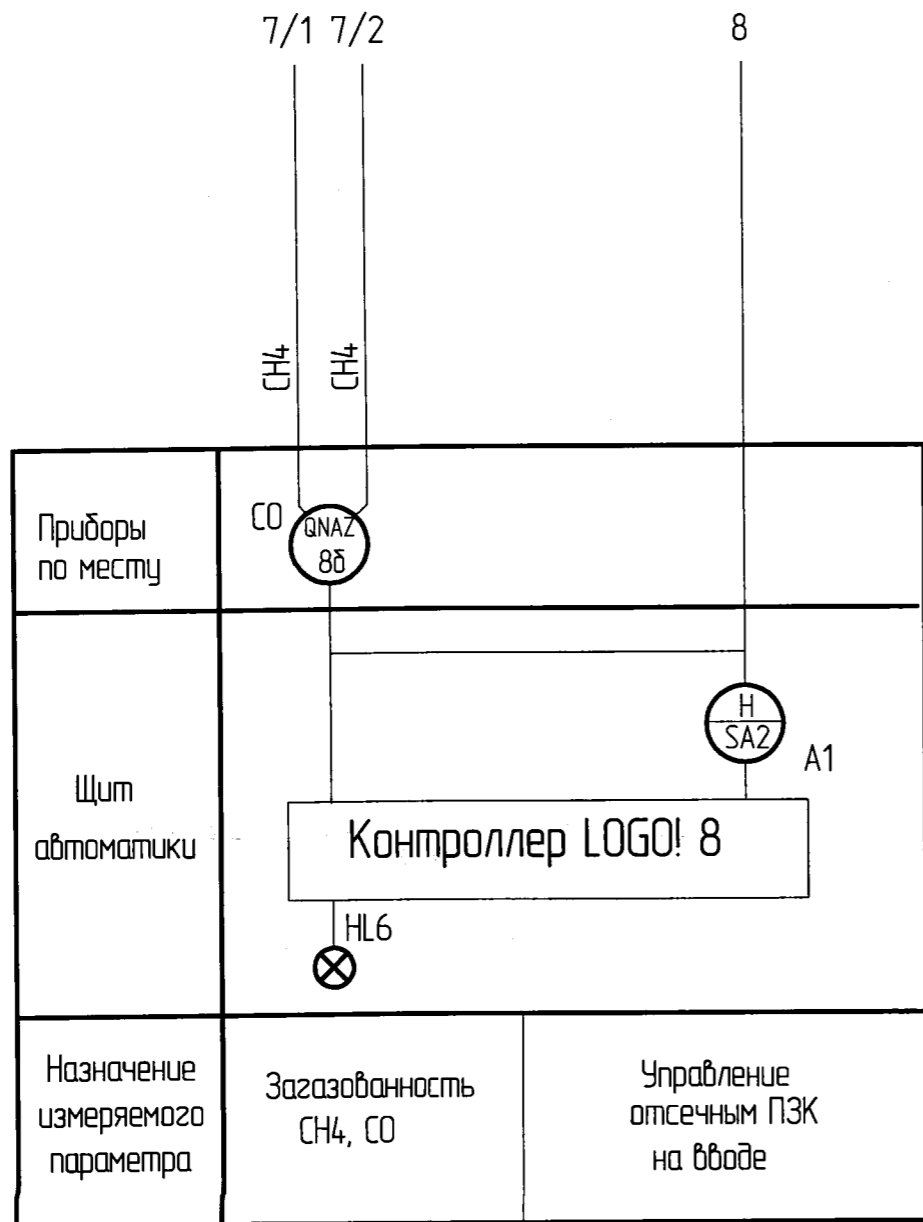 7/1 7/2 8
CH4 CH4
Приборы
по месту
CO
QNAZ
8б
Щит
автоматики
H
SA2
A1
Контроллер LOGO! 8
HL6
Назначение
измеряемого
параметра
Загазованность
CH4, CO
Управление
отсечным ПЗК
на вводе